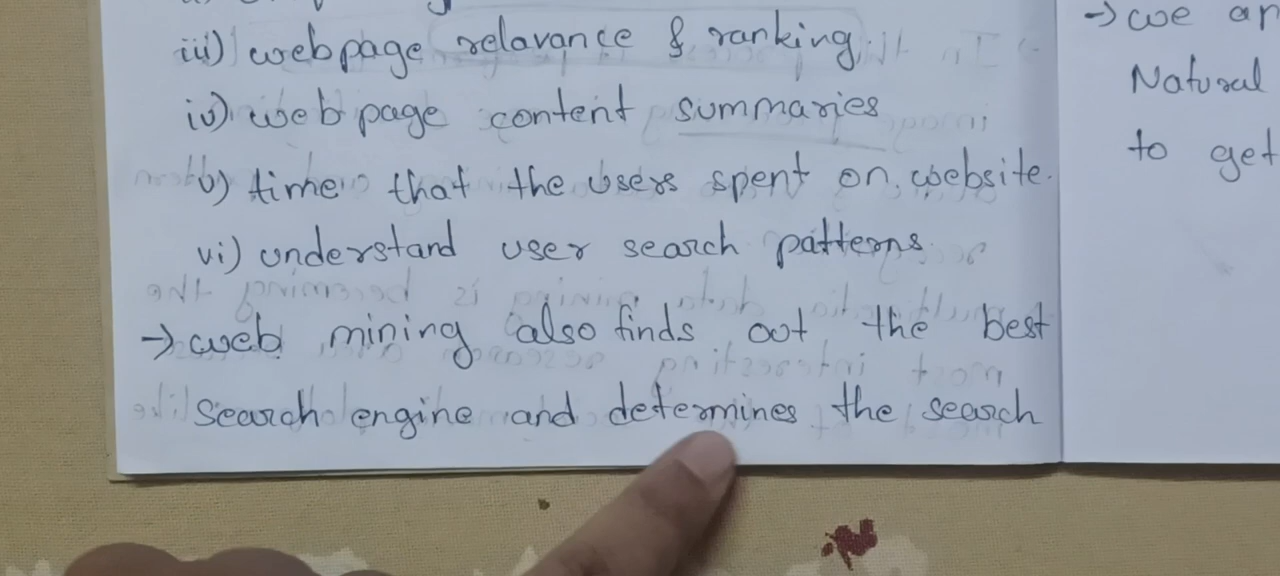 iii) webpage relavance & ranking
iv) web page content summaries
v) time that the users spent on website.
vi) understand user search patterns
→ web mining also finds out the best
search engine and determines the search
→ we an
Natural
to get